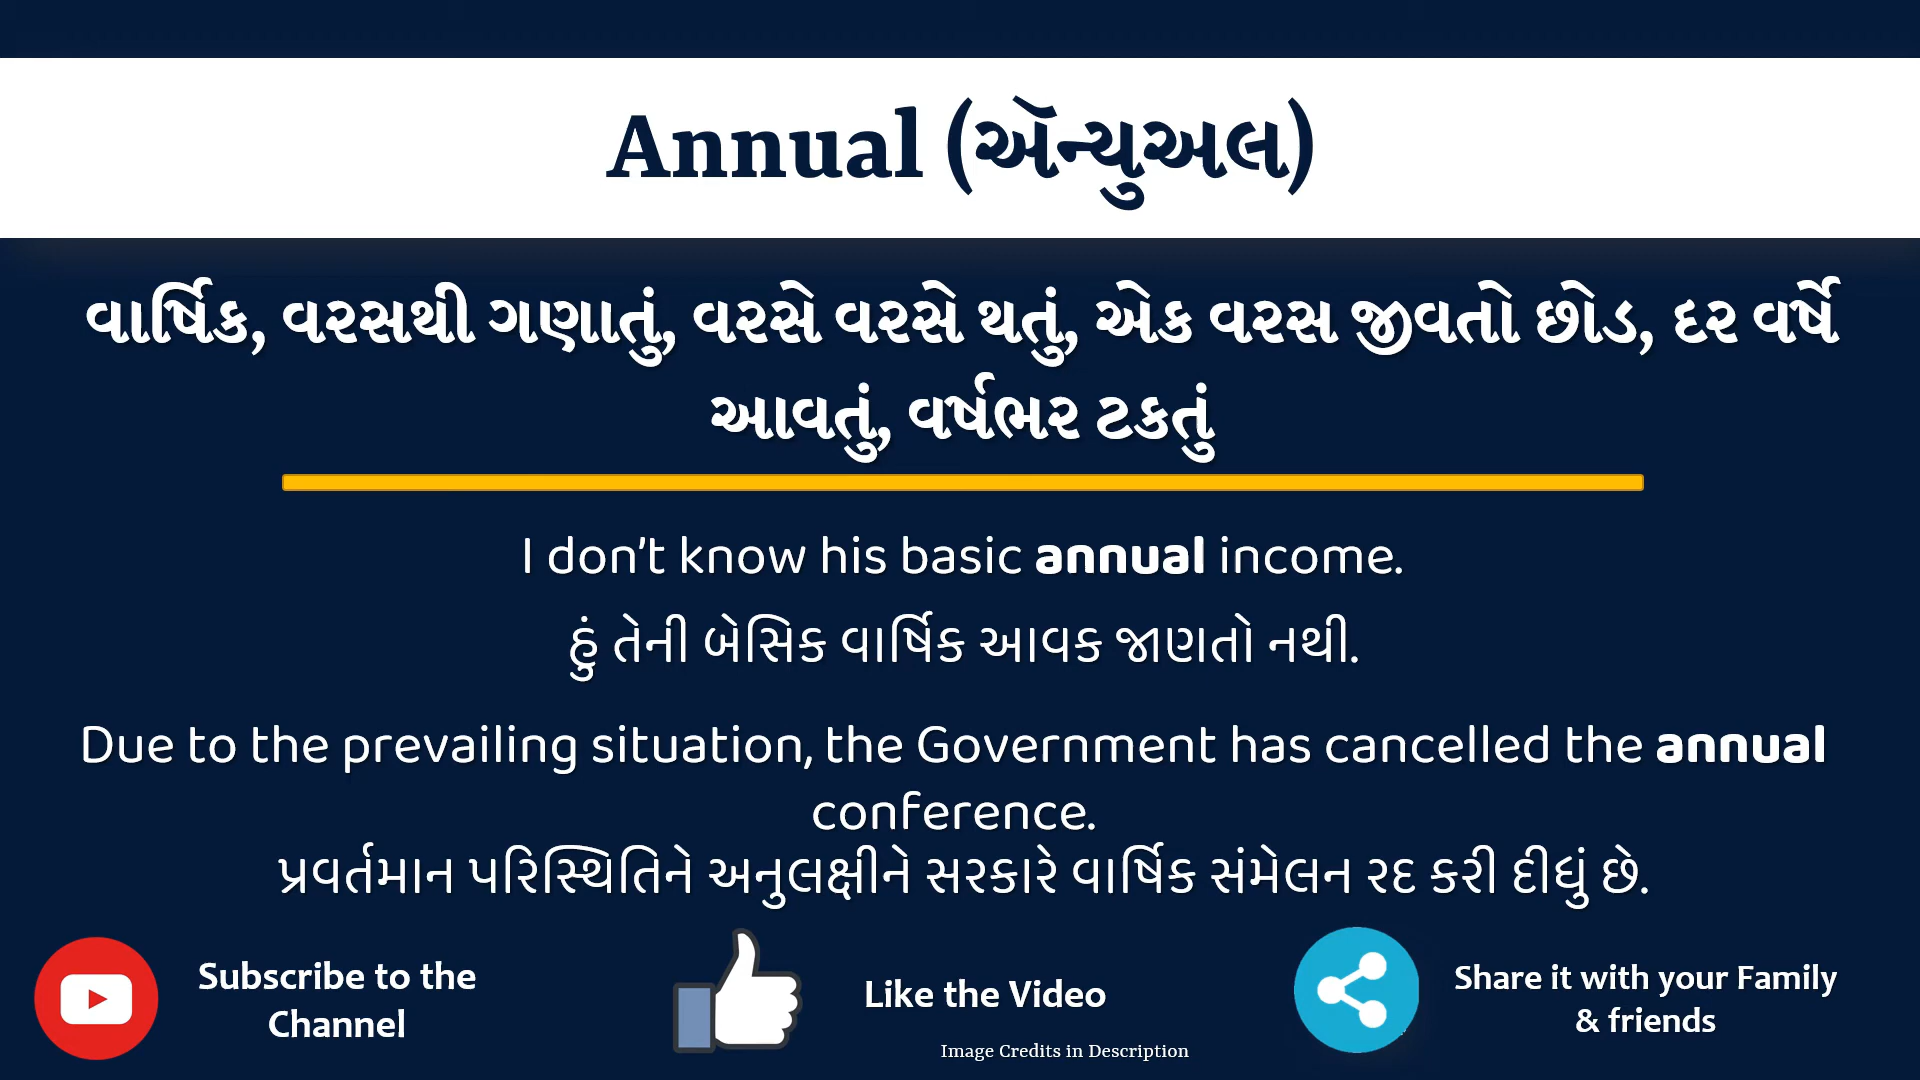 Annual (ઍન્યુઅલ)
વાર્ષિક, વરસથી ગણાતું, વરસે વરસે થતું, એક વરસ જીવતો છોડ, દર વર્ષે
આવતું, વર્ષભર ટકતું
I don’t know his basic annual income.
હું તેની બેસિક વાર્ષિક આવક જાણતો નથી.
Due to the prevailing situation, the Government has cancelled the annual
conference.
પ્રવર્તમાન પરિસ્થિતિને અનુલક્ષીને સરકારે વાર્ષિક સંમેલન રદ કરી દીધું છે.
Subscribe to the
Channel
Like the Video
Share it with your Family
& friends
Image Credits in Description